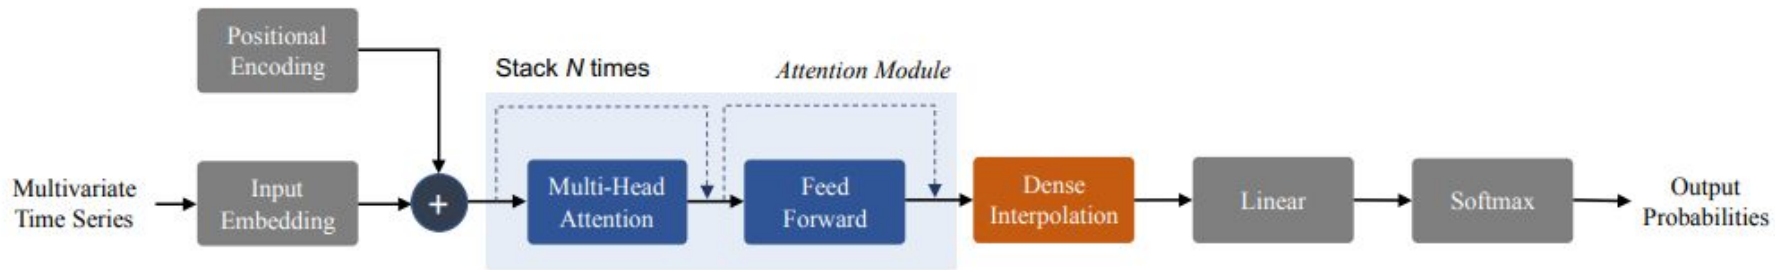 Positional
Encoding
Stack N times
Attention Module
Multivariate
Time Series
Input
Embedding
+
Multi-Head
Attention
Feed
Forward
Dense
Interpolation
Linear
Softmax
Output
Probabilities